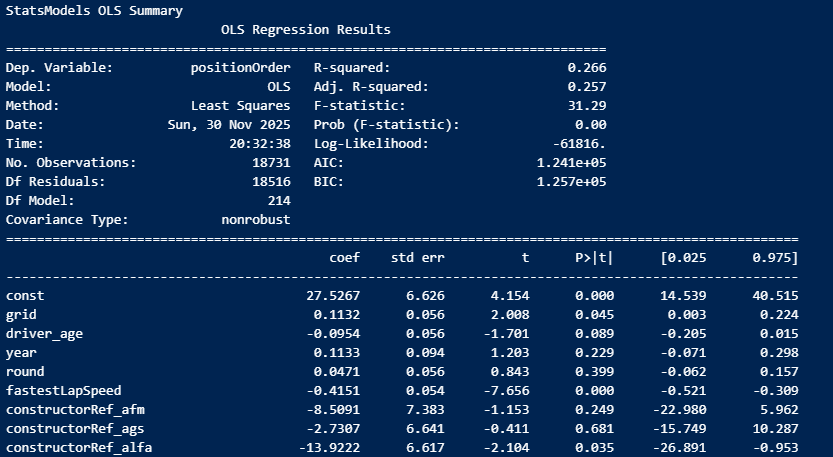 StatsModels OLS Summary
OLS Regression Results
==============================================================================
Dep. Variable: positionOrder R-squared: 0.266
Model: OLS Adj. R-squared: 0.257
Method: Least Squares F-statistic: 31.29
Date: Sun, 30 Nov 2025 Prob (F-statistic): 0.00
Time: 20:32:38 Log-Likelihood: -61816.
No. Observations: 18731 AIC: 1.241e+05
Df Residuals: 18516 BIC: 1.257e+05
Df Model: 214
Covariance Type: nonrobust
=======================================================================================================
coef std err t P>|t| [0.025 0.975]
-------------------------------------------------------------------------------------------------------
const 27.5267 6.626 4.154 0.000 14.539 40.515
grid 0.1132 0.056 2.008 0.045 0.003 0.224
driver_age -0.0954 0.056 -1.701 0.089 -0.205 0.015
year 0.1133 0.094 1.203 0.229 -0.071 0.298
round 0.0471 0.056 0.843 0.399 -0.062 0.157
fastestLapSpeed -0.4151 0.054 -7.656 0.000 -0.521 -0.309
constructorRef_afm -8.5091 7.383 -1.153 0.249 -22.980 5.962
constructorRef_ags -2.7307 6.641 -0.411 0.681 -15.749 10.287
constructorRef_alfa -13.9222 6.617 -2.104 0.035 -26.891 -0.953